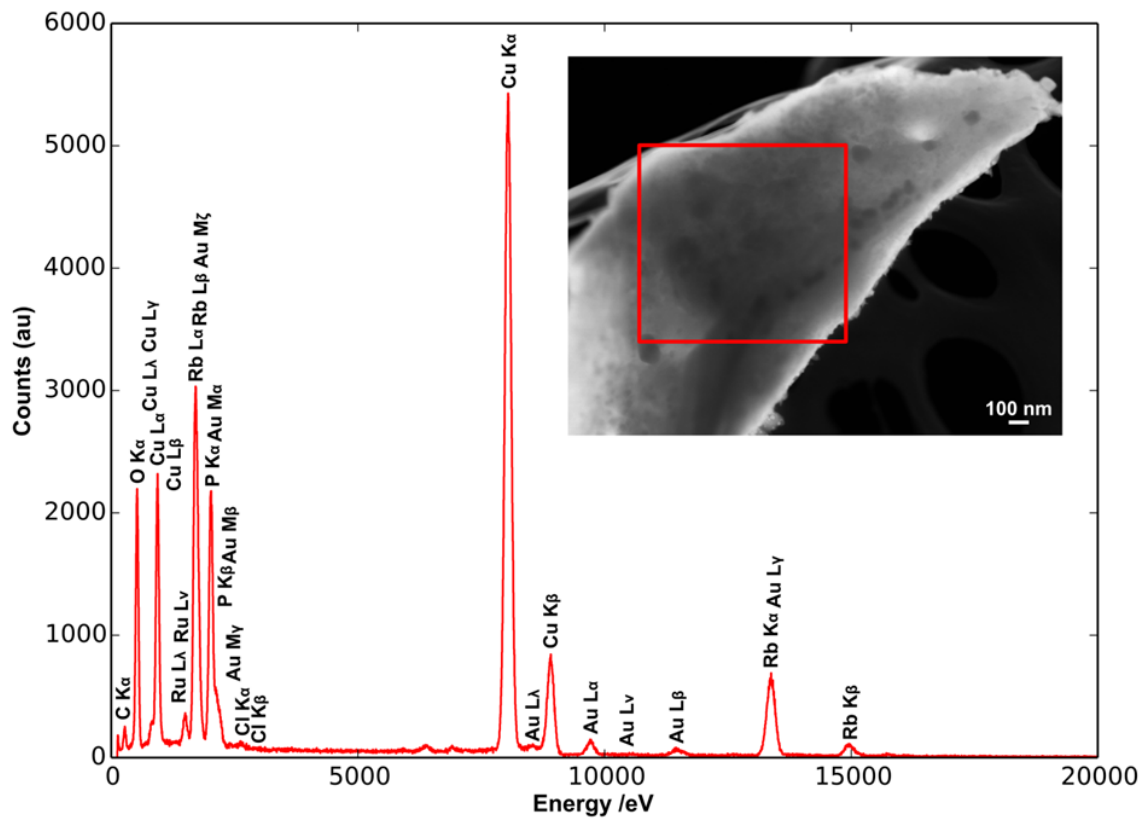 6000
5000
4000
3000
2000
1000
0
Counts (au)
C Kα
O Kα
Cu Lα
Cu Lβ
Cu Lλ Cu Lγ
Ru Lλ Ru Lν
Rb Lα Rb Lβ Au Mζ
P Kα Au Mα
P Kβ Au Mβ
Au Mγ
Cl Kα
Cl Kβ
Cu Kα
Au Lλ
Cu Kβ
Au Lα
Au Lν
Au Lβ
Rb Kα Au Lγ
Rb Kβ
100 nm
0 5000 10000 15000 20000
Energy /eV